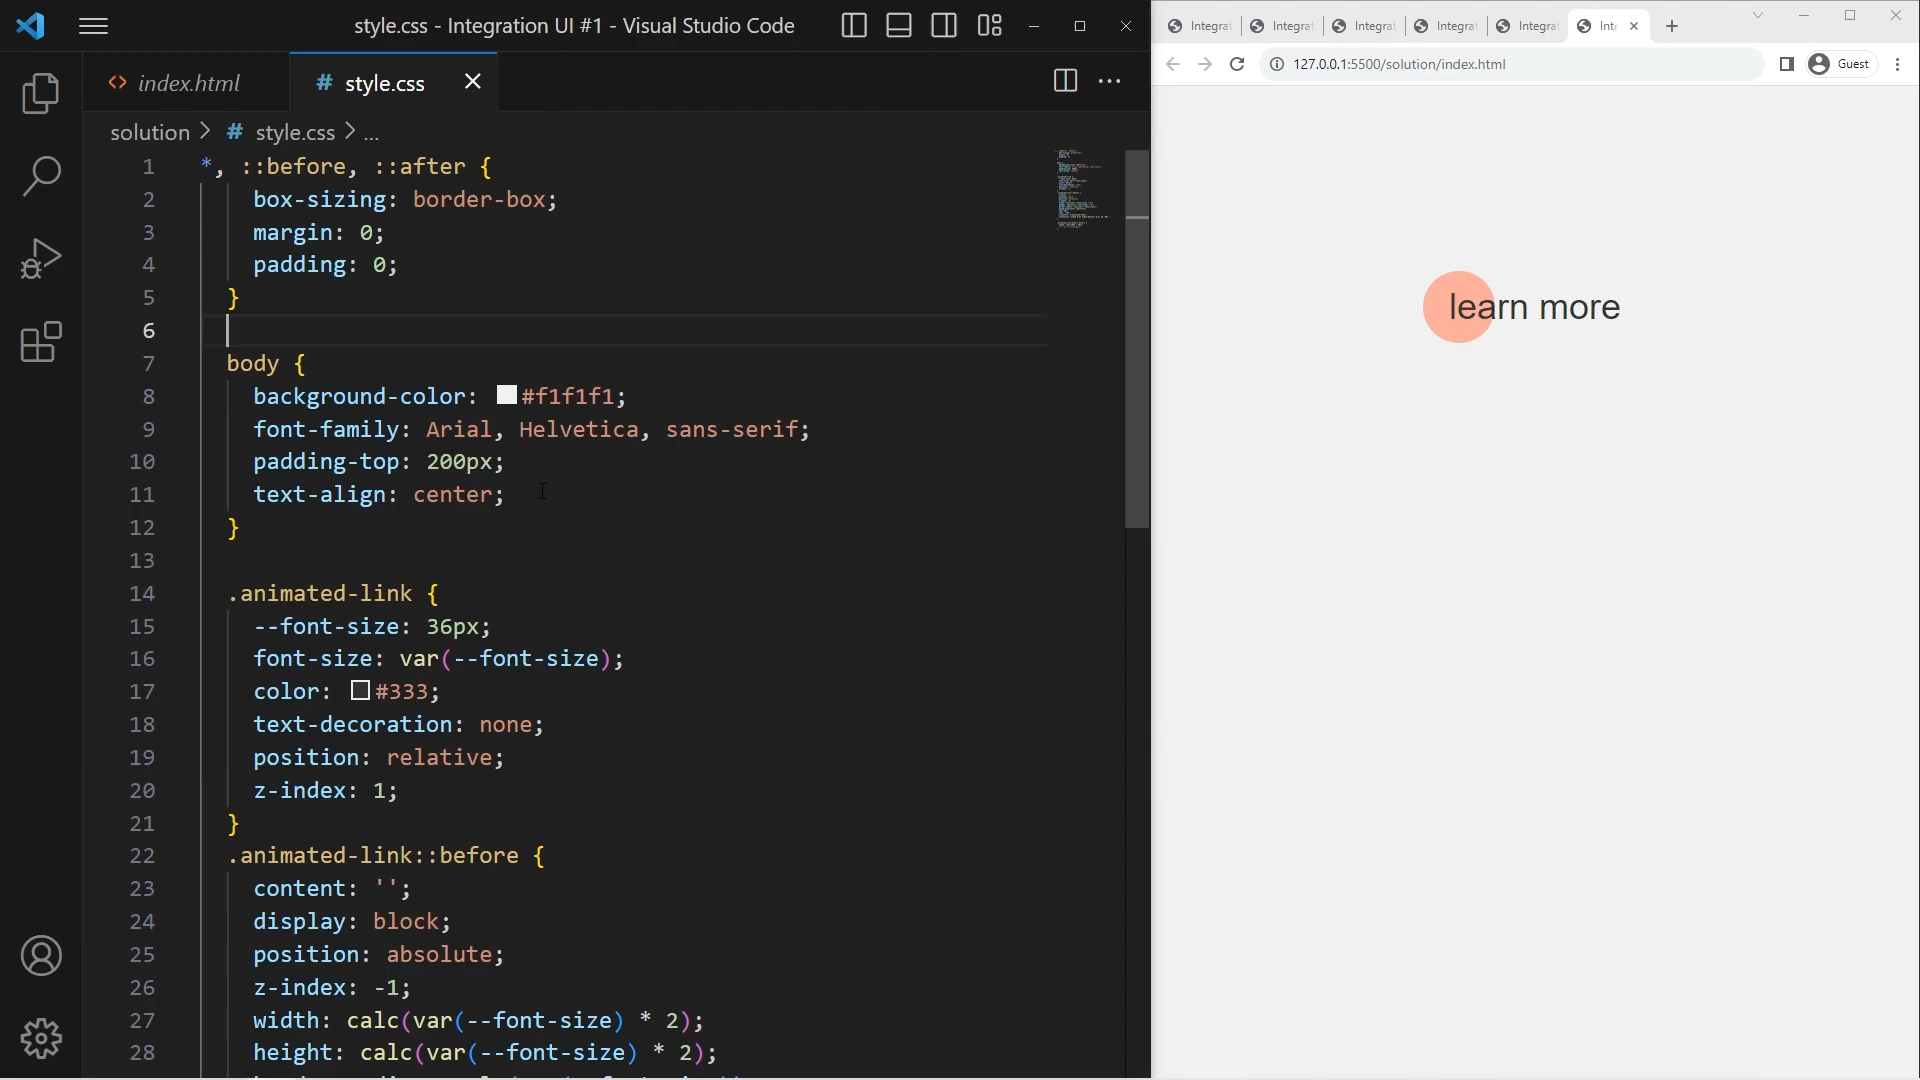 style.css - Integration UI #1 - Visual Studio Code
index.html
# style.css
solution > # style.css > ...
1 *, ::before, ::after {
2 box-sizing: border-box;
3 margin: 0;
4 padding: 0;
5 }
6
7 body {
8 background-color: #f1f1f1;
9 font-family: Arial, Helvetica, sans-serif;
10 padding-top: 200px;
11 text-align: center;
12 }
13
14 .animated-link {
15 --font-size: 36px;
16 font-size: var(--font-size);
17 color: #333;
18 text-decoration: none;
19 position: relative;
20 z-index: 1;
21 }
22 .animated-link::before {
23 content: '';
24 display: block;
25 position: absolute;
26 z-index: -1;
27 width: calc(var(--font-size) * 2);
28 height: calc(var(--font-size) * 2);
Integrat Integrat Integrat Integrat Integrat Inte
127.0.0.1:5500/solution/index.html
Guest
learn more